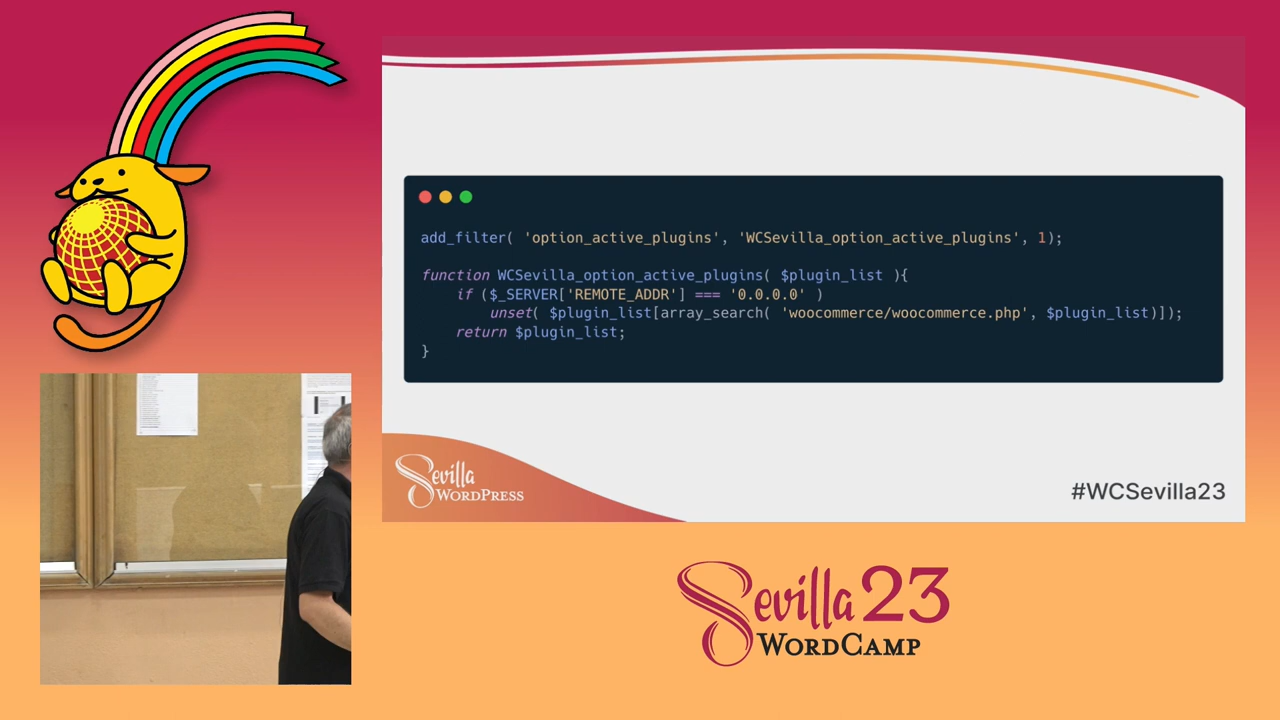 add_filter( 'option_active_plugins', 'WCSevilla_option_active_plugins', 1);
function WCSevilla_option_active_plugins( $plugin_list ){
    if ($_SERVER['REMOTE_ADDR'] === '0.0.0.0' )
        unset( $plugin_list[array_search( 'woocommerce/woocommerce.php', $plugin_list)]);
    return $plugin_list;
}
Sevilla
WORDPRESS
#WCSevilla23
Sevilla 23
WORDCAMP